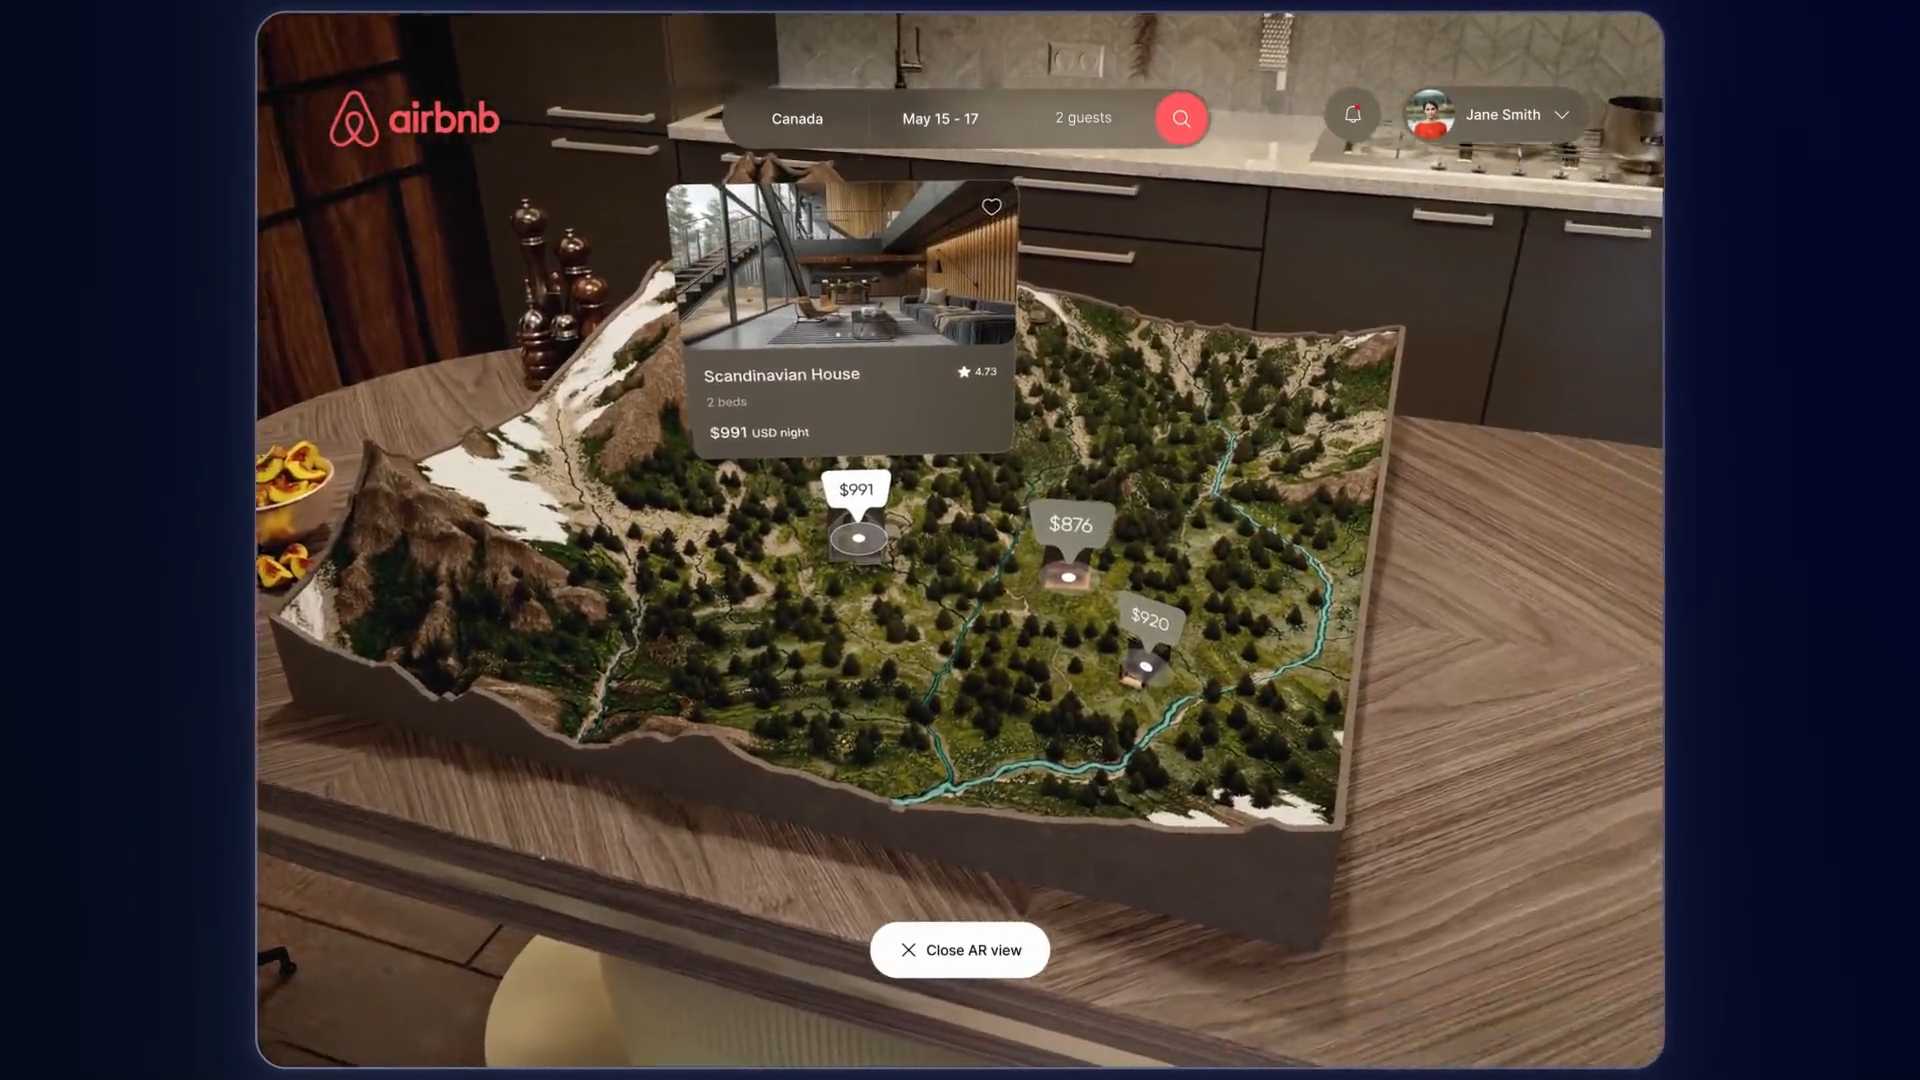 airbnb
Canada
May 15 - 17
2 guests
Jane Smith
Scandinavian House
4.73
2 beds
$991 USD night
$991
$876
$920
Close AR view